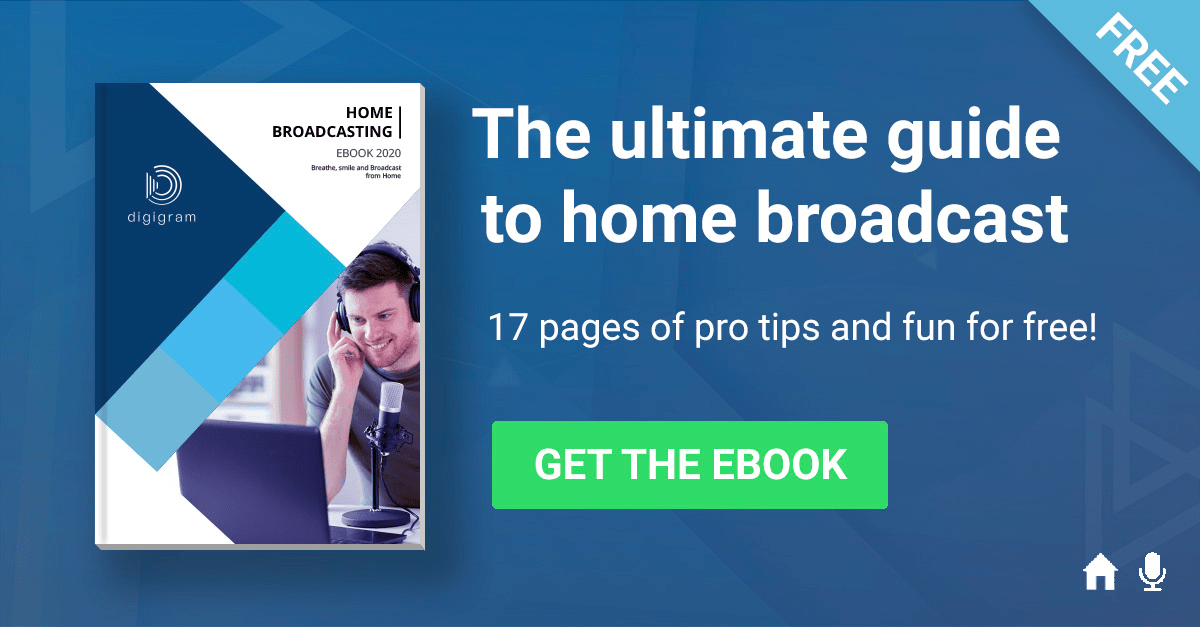 FREE
HOME
BROADCASTING
EBOOK 2020
Breathe, smile and Broadcast
from Home
digigram
The ultimate guide
to home broadcast
17 pages of pro tips and fun for free!
GET THE EBOOK